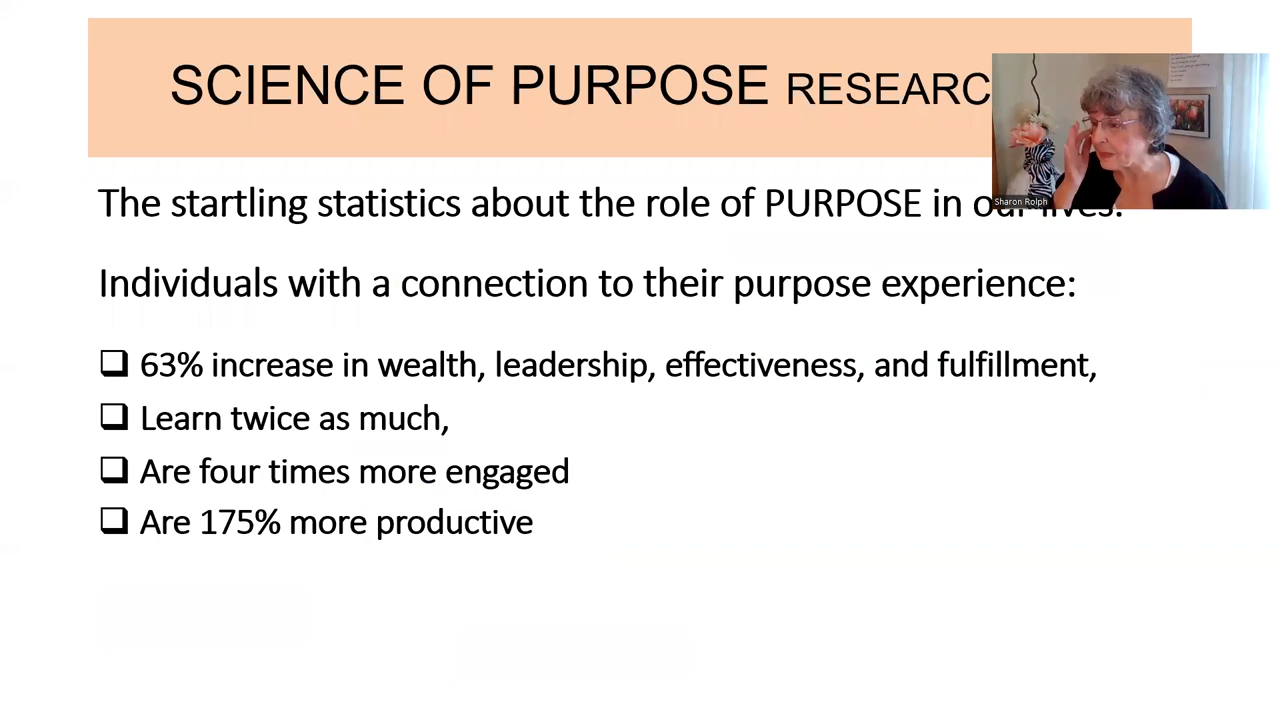 SCIENCE OF PURPOSE RESEARC
The startling statistics about the role of PURPOSE in our lives:
Individuals with a connection to their purpose experience:
❑ 63% increase in wealth, leadership, effectiveness, and fulfillment,
❑ Learn twice as much,
❑ Are four times more engaged
❑ Are 175% more productive
Sharon Rolph